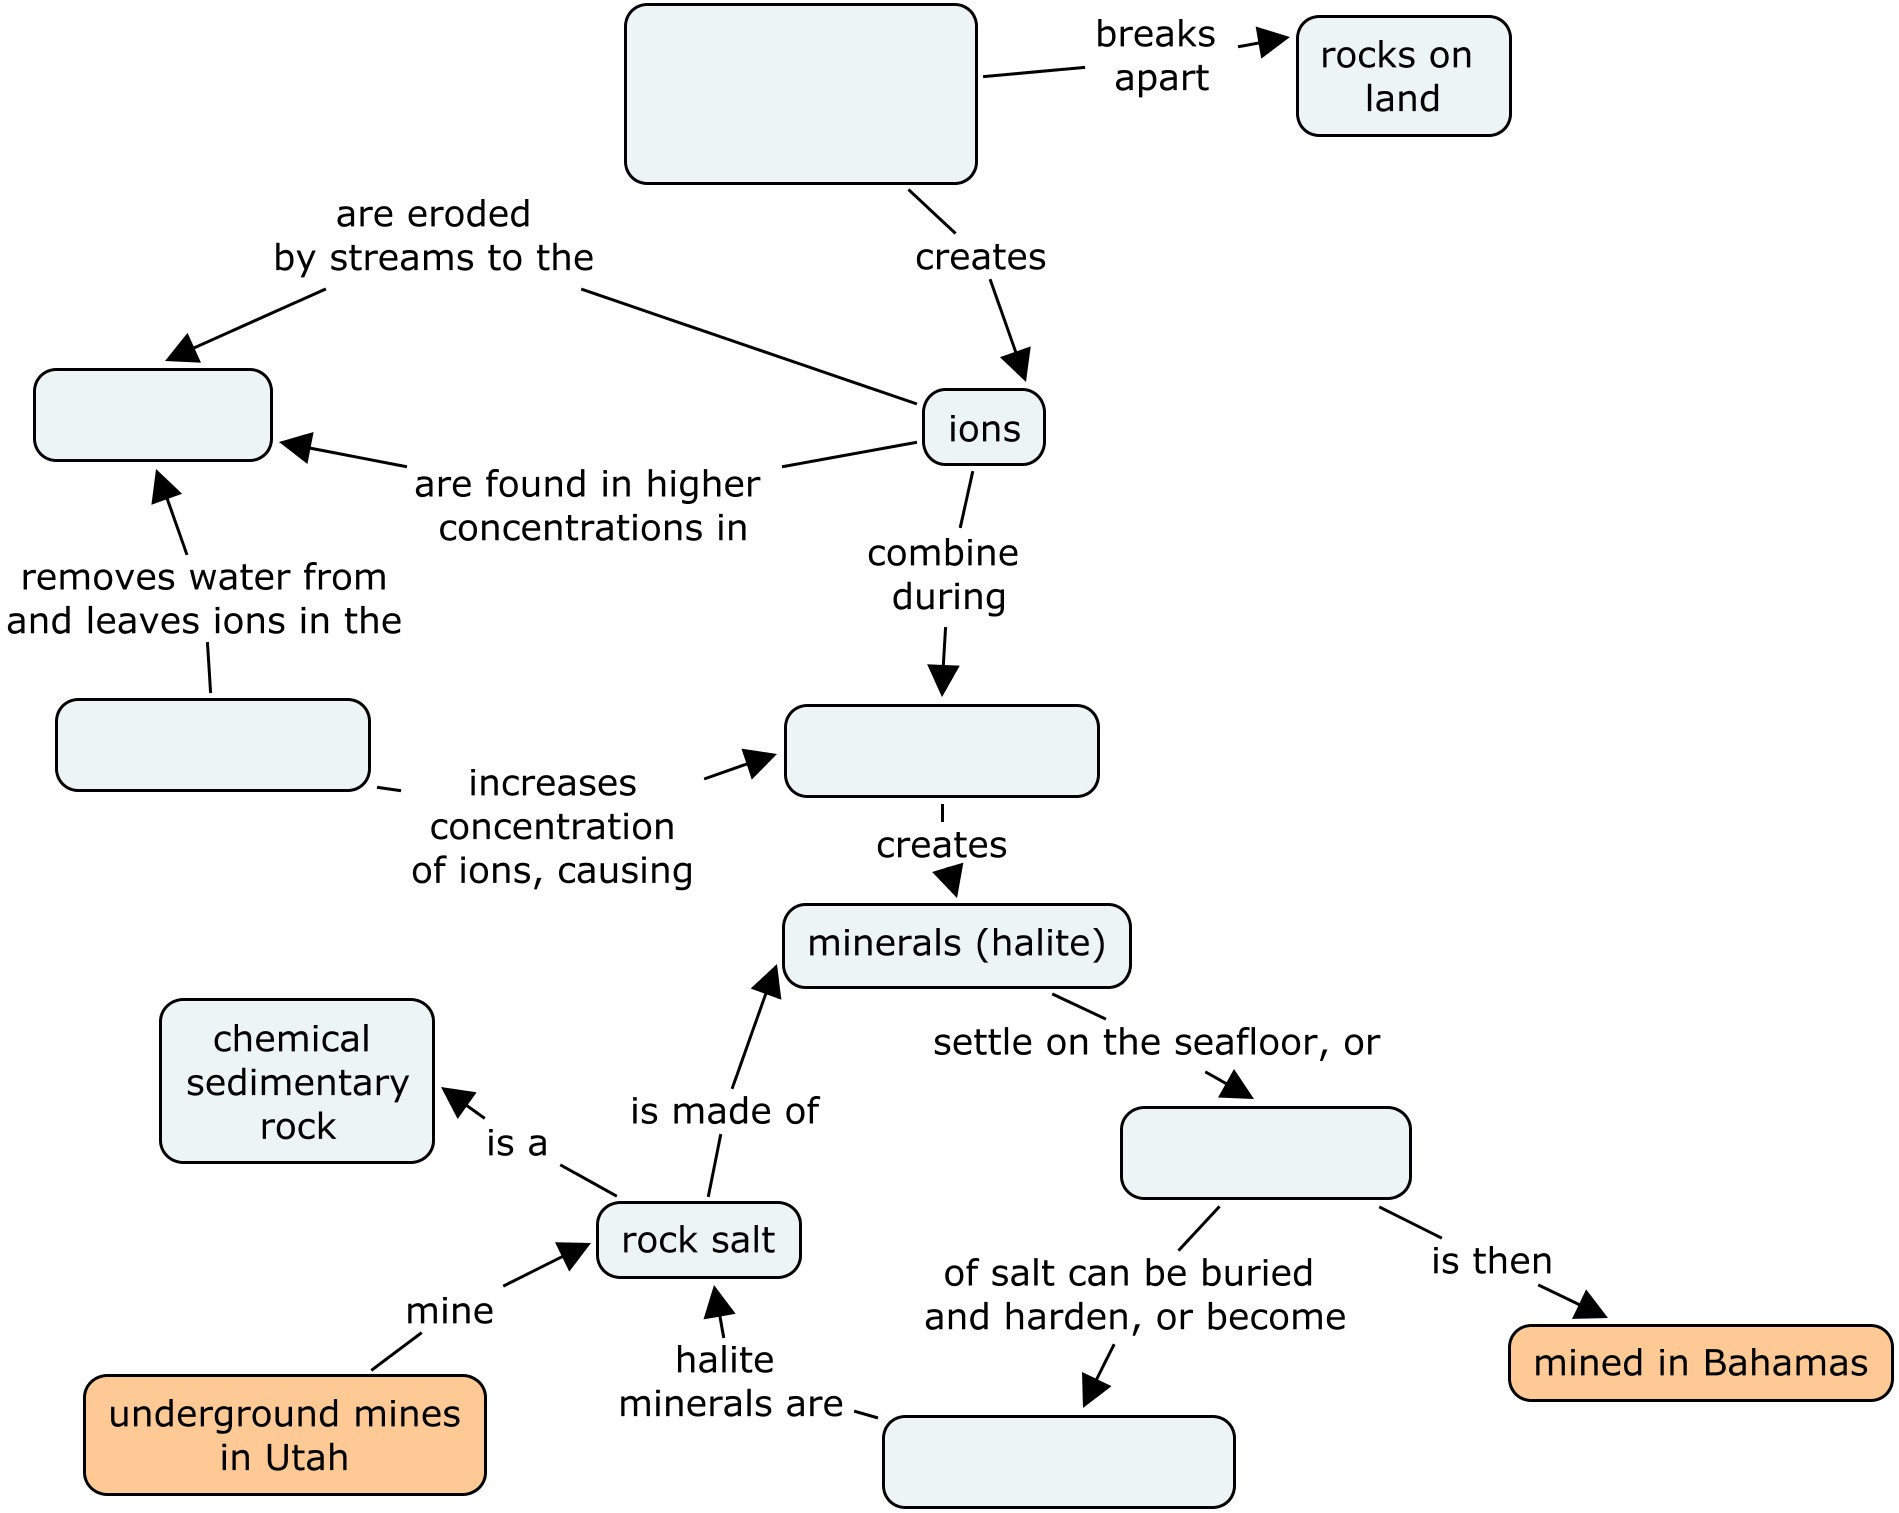 breaks
apart
rocks on
land
are eroded
by streams to the
creates
ions
are found in higher
concentrations in
combine
during
removes water from
and leaves ions in the
increases
concentration
of ions, causing
creates
minerals (halite)
chemical
sedimentary
rock
settle on the seafloor, or
is made of
is a
rock salt
of salt can be buried
and harden, or become
is then
mine
halite
minerals are
mined in Bahamas
underground mines
in Utah